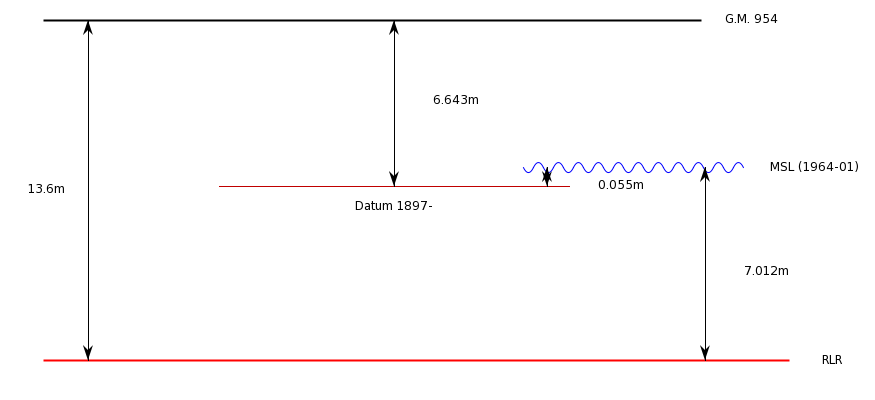 G.M. 954
6.643m
MSL (1964-01)
0.055m
13.6m
Datum 1897-
7.012m
RLR